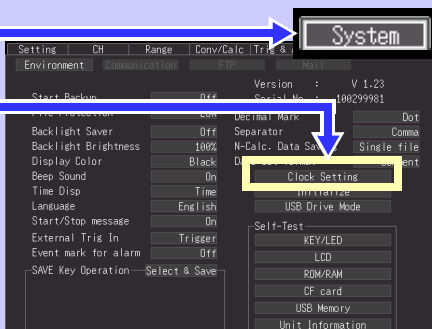 System
Setting CH Range Conv/Calc Trig &
Environment Communication FTP Mail
Version : V 1.23
Start Backup Off Serial No. : 100299981
File Protection Low Decimal Mark Dot
Backlight Saver Off Separator Comma
Backlight Brightness 100% N-Calc. Data Single file
Display Color Black
Beep Sound On Clock Setting
Time Disp Time Initialize
Language English USB Drive Mode
Start/Stop message On Self-Test
External Trig In Trigger KEY/LED
Event mark for alarm Off LCD
SAVE Key Operation Select & Save ROM/RAM
CF card
USB Memory
Unit Information